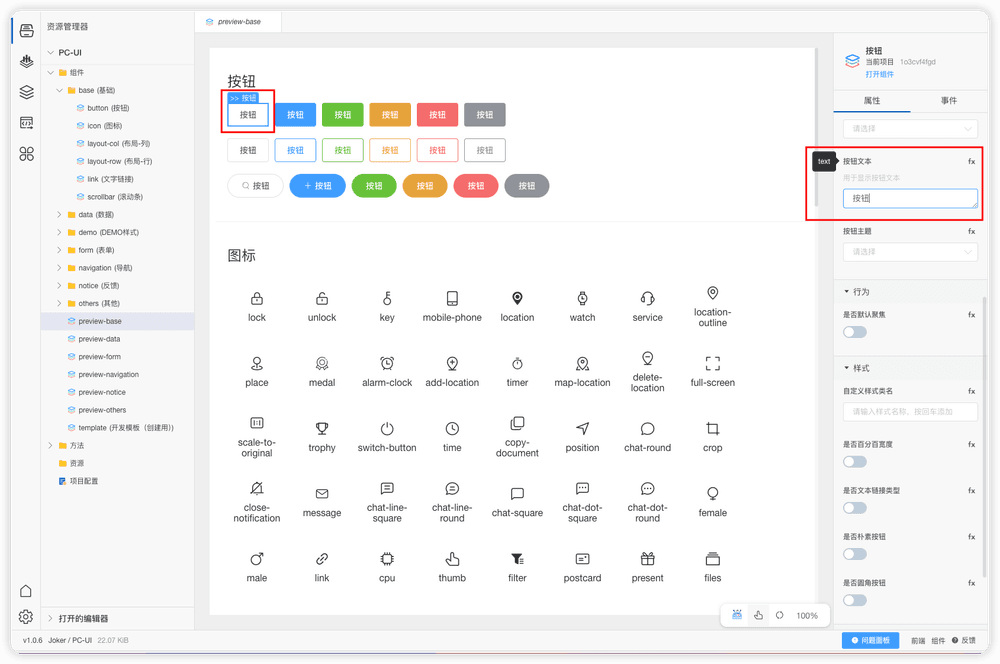 资源管理器
PC-UI
组件
base (基础)
button (按钮)
icon (图标)
layout-col (布局-列)
layout-row (布局-行)
link (文字链接)
scrollbar (滚动条)
data (数据)
demo (DEMO样式)
form (表单)
navigation (导航)
notice (反馈)
others (其他)
preview-base
preview-data
preview-form
preview-navigation
preview-notice
preview-others
template (开发模板（创建用）)
方法
资源
项目配置
打开的编辑器
preview-base
按钮
>> 按钮
按钮 按钮 按钮 按钮 按钮 按钮
按钮 按钮 按钮 按钮 按钮 按钮
按钮 + 按钮 按钮 按钮 按钮 按钮
图标
lock unlock key mobile-phone location watch service location-outline
place medal alarm-clock add-location timer map-location delete-location full-screen
scale-to-original trophy switch-button time copy-document position chat-round crop
close-notification message chat-line-square chat-line-round chat-square chat-dot-square chat-dot-round female
male link cpu thumb filter postcard present files
100%
按钮
当前项目 1o3cvf4fgd
打开组件
属性 事件
请选择
text
按钮文本 fx
用于显示按钮文本
按钮
按钮主题 fx
请选择
行为
是否默认聚焦 fx
样式
自定义样式类名 fx
请输入样式名称，按回车添加
是否百分百宽度 fx
是否文本链接类型 fx
是否朴素按钮 fx
是否圆角按钮 fx
v1.0.6 Joker / PC-UI 22.07 KiB
问题面板 前端 组件 反馈